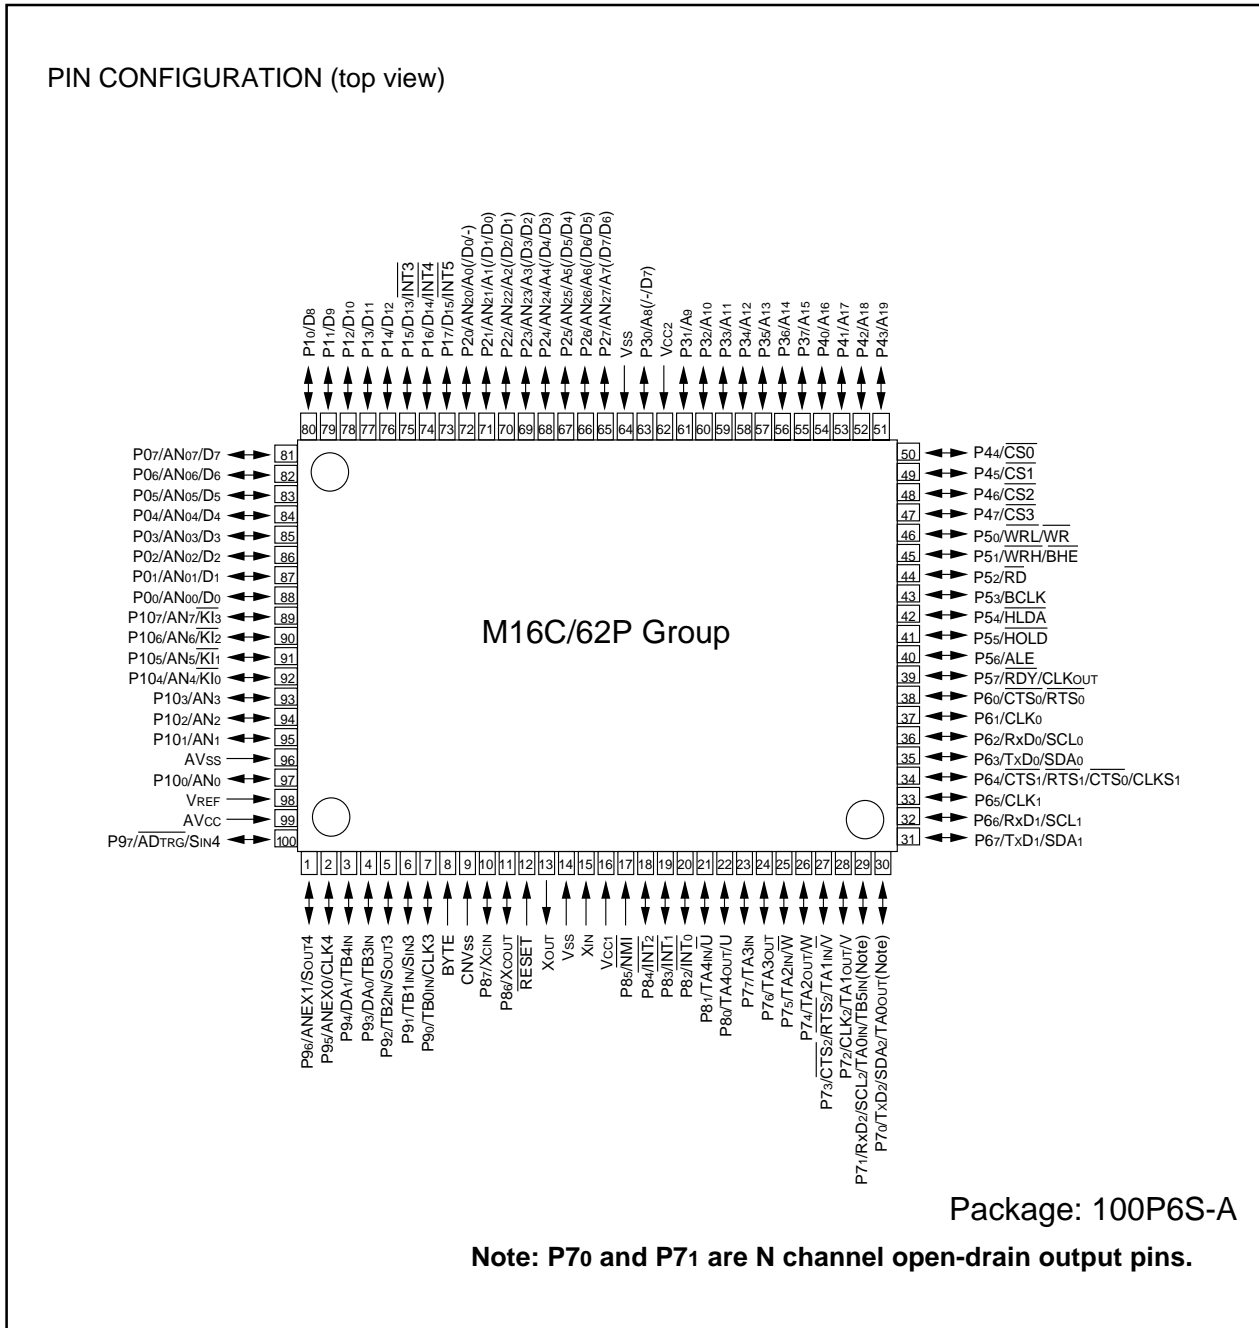 PIN CONFIGURATION (top view)
P10/D8
P11/D9
P12/D10
P13/D11
P14/D12
P15/D13/INT3
P16/D14/INT4
P17/D15/INT5
P20/AN20/A0(/D0/-)
P21/AN21/A1(/D1/D0)
P22/AN22/A2(/D2/D1)
P23/AN23/A3(/D3/D2)
P24/AN24/A4(/D4/D3)
P25/AN25/A5(/D5/D4)
P26/AN26/A6(/D6/D5)
P27/AN27/A7(/D7/D6)
VSS
P30/A8(/-/D7)
VCC2
P31/A9
P32/A10
P33/A11
P34/A12
P35/A13
P36/A14
P37/A15
P40/A16
P41/A17
P42/A18
P43/A19
80 79 78 77 76 75 74 73 72 71 70 69 68 67 66 65 64 63 62 61 60 59 58 57 56 55 54 53 52 51
P07/AN07/D7 81
P06/AN06/D6 82
P05/AN05/D5 83
P04/AN04/D4 84
P03/AN03/D3 85
P02/AN02/D2 86
P01/AN01/D1 87
P00/AN00/D0 88
P107/AN7/KI3 89
P106/AN6/KI2 90
P105/AN5/KI1 91
P104/AN4/KI0 92
P103/AN3 93
P102/AN2 94
P101/AN1 95
AVSS 96
P100/AN0 97
VREF 98
AVCC 99
P97/ADTRG/SIN4 100
M16C/62P Group
50 P44/CS0
49 P45/CS1
48 P46/CS2
47 P47/CS3
46 P50/WRL/WR
45 P51/WRH/BHE
44 P52/RD
43 P53/BCLK
42 P54/HLDA
41 P55/HOLD
40 P56/ALE
39 P57/RDY/CLKOUT
38 P60/CTS0/RTS0
37 P61/CLK0
36 P62/RxD0/SCL0
35 P63/TxD0/SDA0
34 P64/CTS1/RTS1/CTS0/CLKS1
33 P65/CLK1
32 P66/RxD1/SCL1
31 P67/TxD1/SDA1
1 2 3 4 5 6 7 8 9 10 11 12 13 14 15 16 17 18 19 20 21 22 23 24 25 26 27 28 29 30
P96/ANEX1/SOUT4
P95/ANEX0/CLK4
P94/DA1/TB4IN
P93/DA0/TB3IN
P92/TB2IN/SOUT3
P91/TB1IN/SIN3
P90/TB0IN/CLK3
BYTE
CNVSS
P87/XCIN
P86/XCOUT
RESET
XOUT
VSS
XIN
VCC1
P85/NMI
P84/INT2
P83/INT1
P82/INT0
P81/TA4IN/U
P80/TA4OUT/U
P77/TA3IN
P76/TA3OUT
P75/TA2IN/W
P74/TA2OUT/W
P73/CTS2/RTS2/TA1IN/V
P72/CLK2/TA1OUT/V
P71/RxD2/SCL2/TA0IN/TB5IN(Note)
P70/TxD2/SDA2/TA0OUT(Note)
Package: 100P6S-A
Note: P70 and P71 are N channel open-drain output pins.